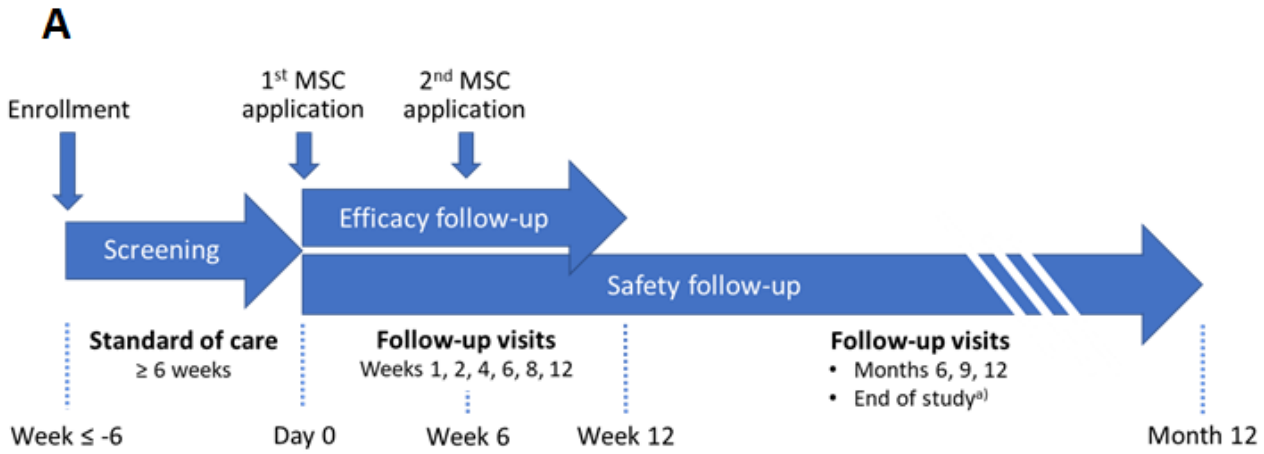 A
Enrollment
1st MSC
application
2nd MSC
application
Screening
Efficacy follow-up
Safety follow-up
Standard of care
≥ 6 weeks
Follow-up visits
Weeks 1, 2, 4, 6, 8, 12
Follow-up visits
• Months 6, 9, 12
• End of studya)
Week ≤ -6
Day 0
Week 6
Week 12
Month 12